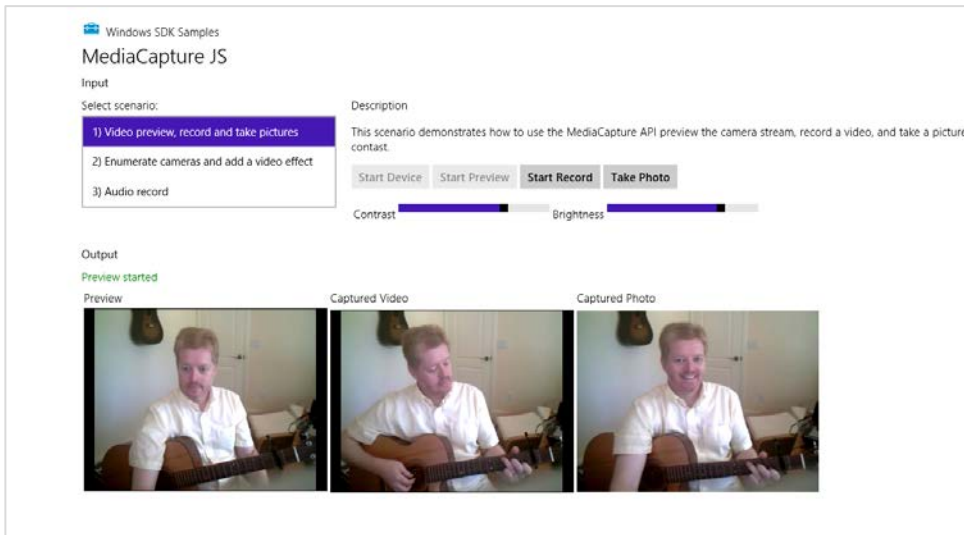 Windows SDK Samples
MediaCapture JS
Input
Select scenario:
1) Video preview, record and take pictures
2) Enumerate cameras and add a video effect
3) Audio record
Description
This scenario demonstrates how to use the MediaCapture API preview the camera stream, record a video, and take a picture
contast.
Start Device
Start Preview
Start Record
Take Photo
Contrast
Brightness
Output
Preview started
Preview
Captured Video
Captured Photo